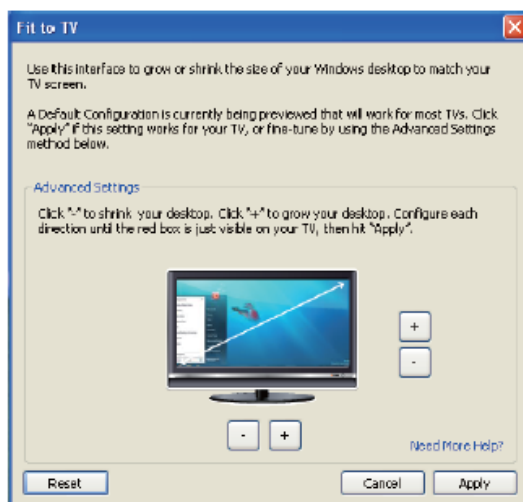 Fit to TV
Use this interface to grow or shrink the size of your Windows desktop to match your
TV screen.
A Default Configuration is currently being previewed that will work for most TVs. Click
"Apply" if this setting works for your TV, or fine-tune by using the Advanced Settings
method below.
Advanced Settings
Click "-" to shrink your desktop. Click "+" to grow your desktop. Configure each
direction until the red box is just visible on your TV, then hit "Apply".
+
-
- +
Need More Help?
Reset Cancel Apply